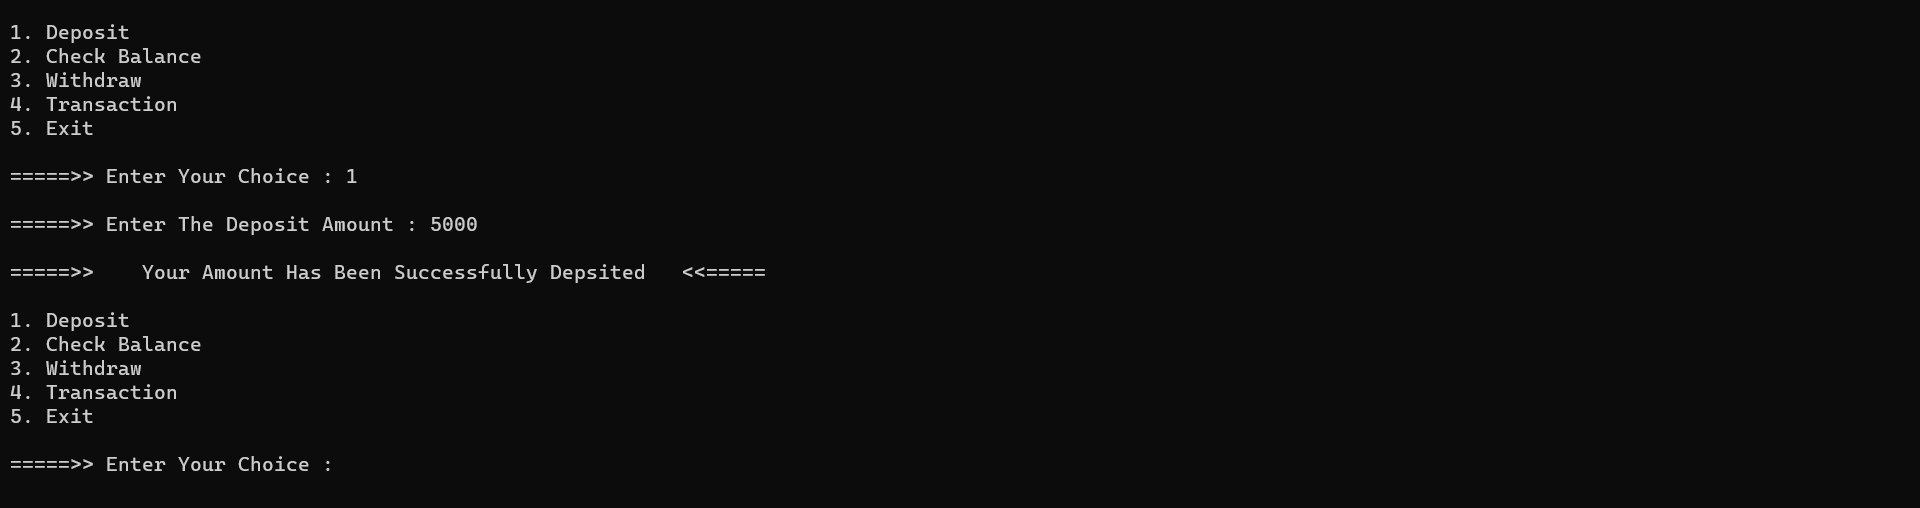 1. Deposit
2. Check Balance
3. Withdraw
4. Transaction
5. Exit
=====>> Enter Your Choice : 1
=====>> Enter The Deposit Amount : 5000
=====>>    Your Amount Has Been Successfully Depsited   <<=====
1. Deposit
2. Check Balance
3. Withdraw
4. Transaction
5. Exit
=====>> Enter Your Choice :